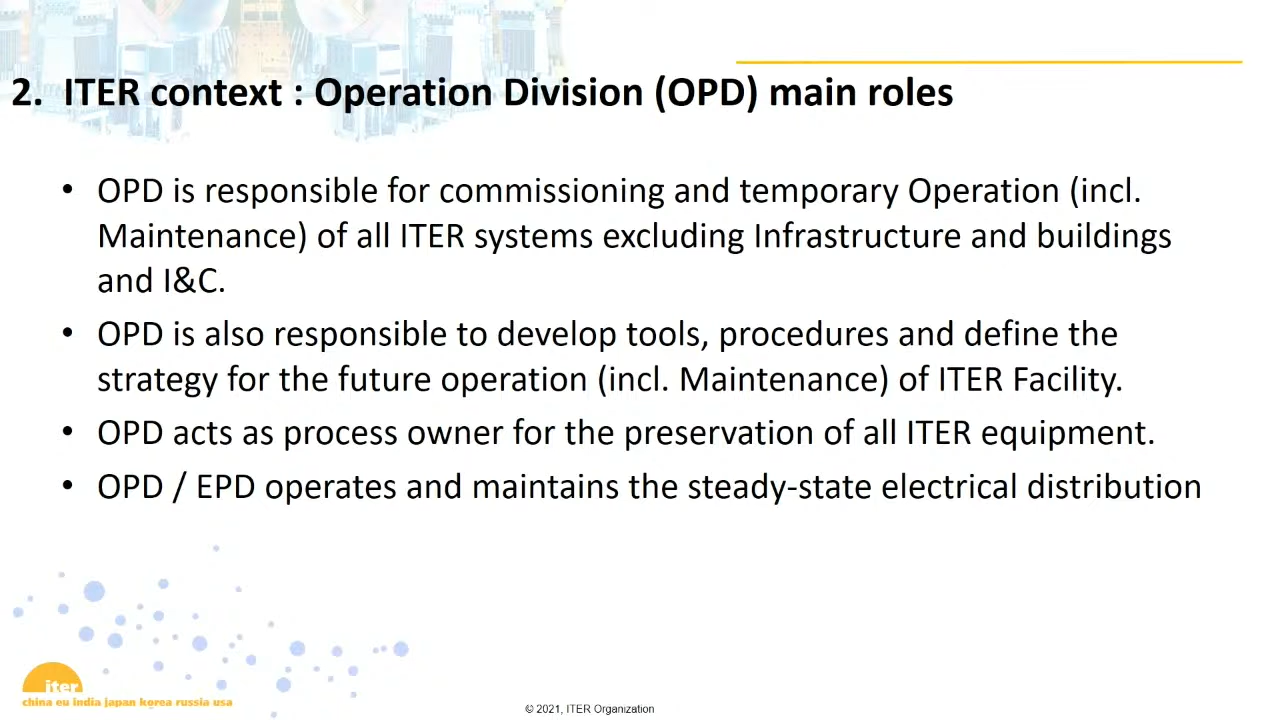 2. ITER context : Operation Division (OPD) main roles
• OPD is responsible for commissioning and temporary Operation (incl.
Maintenance) of all ITER systems excluding Infrastructure and buildings
and I&C.
• OPD is also responsible to develop tools, procedures and define the
strategy for the future operation (incl. Maintenance) of ITER Facility.
• OPD acts as process owner for the preservation of all ITER equipment.
• OPD / EPD operates and maintains the steady-state electrical distribution
iter
china eu india japan korea russia usa
© 2021, ITER Organization